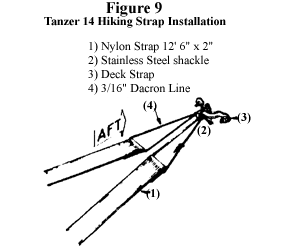 Figure 9
Tanzer 14 Hiking Strap Installation
1) Nylon Strap 12' 6" x 2"
2) Stainless Steel shackle
3) Deck Strap
4) 3/16" Dacron Line
(4)
(3)
AFT
(2)
(1)